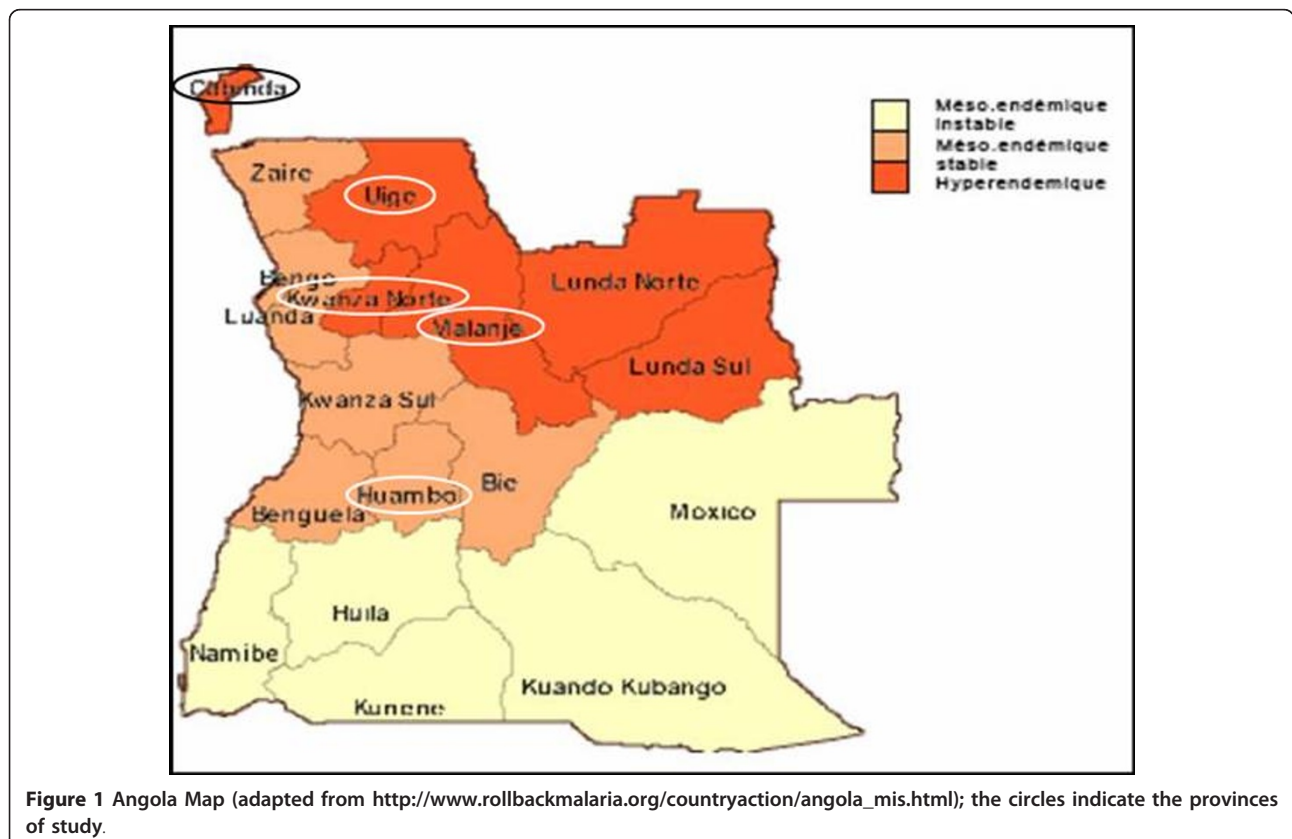 Cabinda
Méso.endémique
Instable
Méso.endémique
stable
Hyperendemique
Zaire
Uige
Bengo
Kwanza Norte
Luanda
Malanje
Lunda Norte
Lunda Sul
Kwanza Sul
Huambo
Bie
Benguela
Moxico
Huila
Namibe
Kuando Kubango
Kunene
Figure 1 Angola Map (adapted from http://www.rollbackmalaria.org/countryaction/angola_mis.html); the circles indicate the provinces
of study.